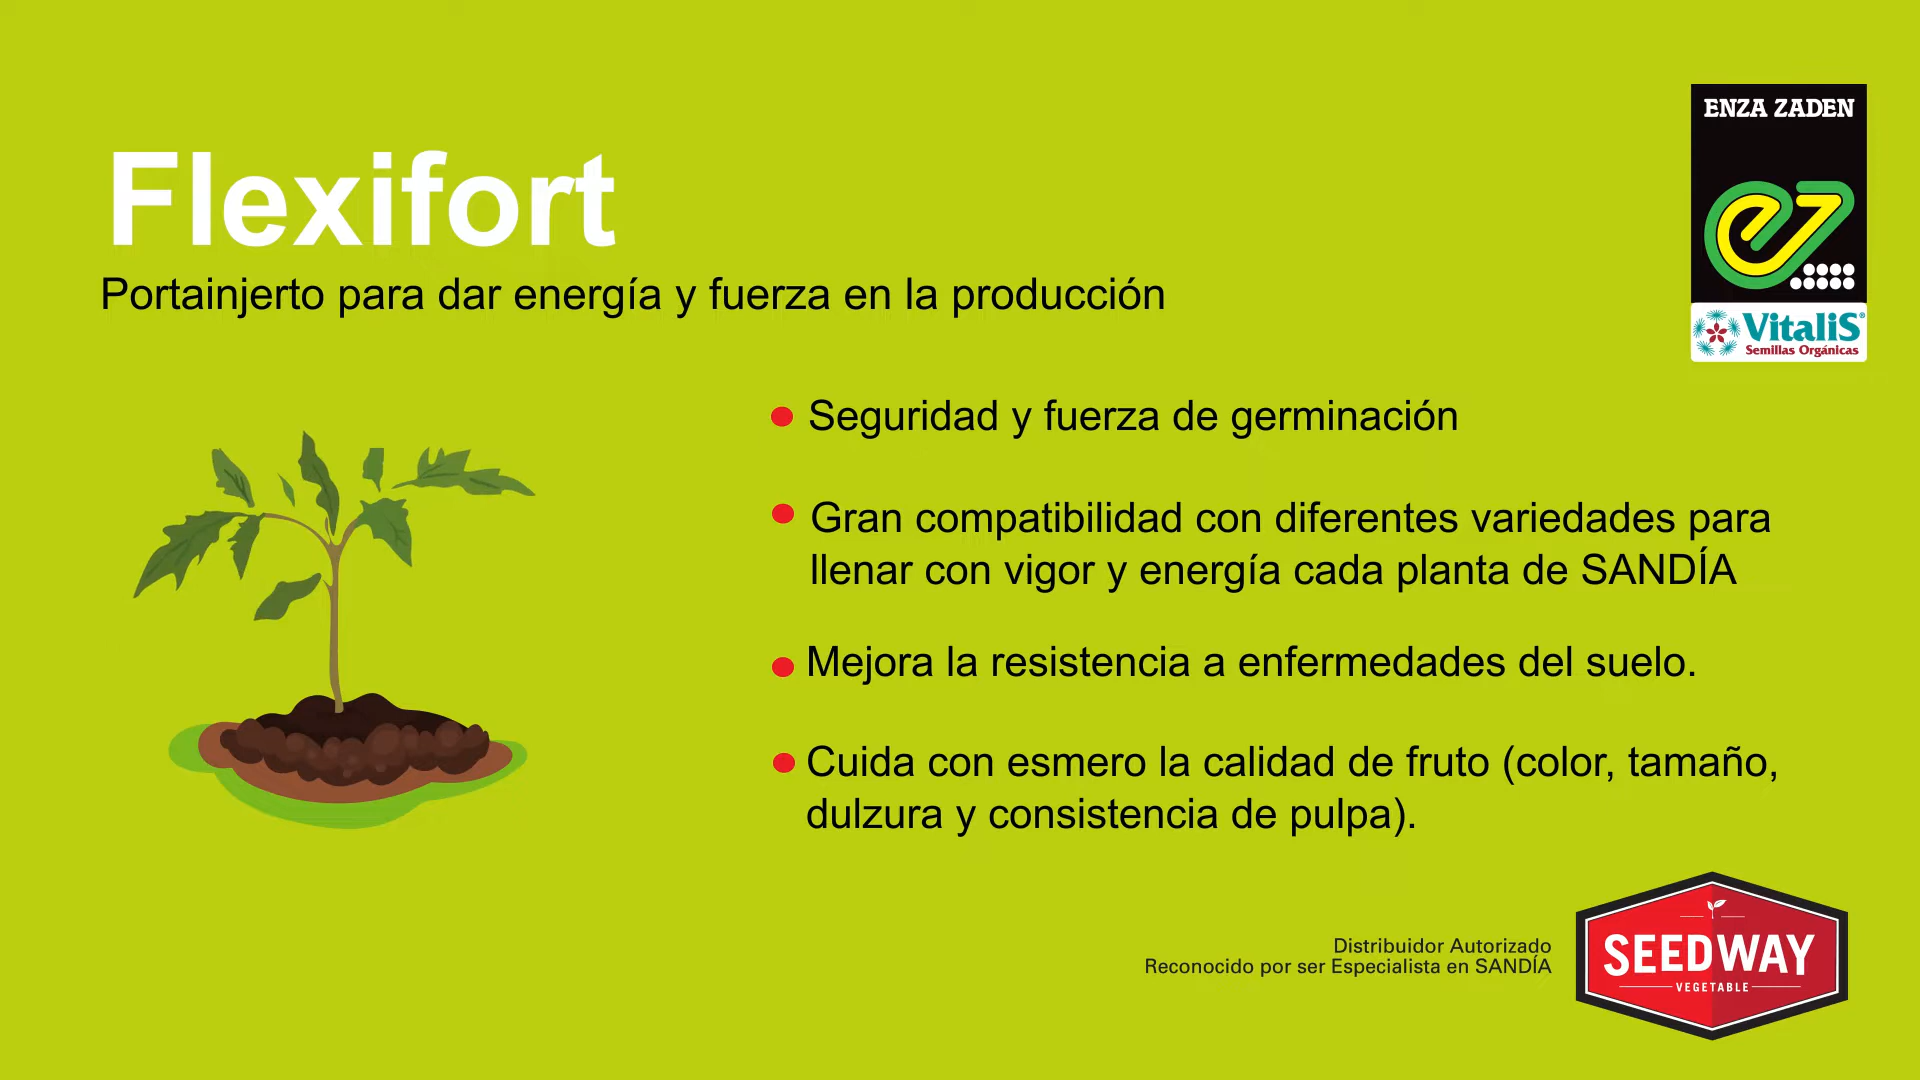 ENZA ZADEN
Flexifort
Portainjerto para dar energía y fuerza en la producción
VitaliS®
Semillas Orgánicas
Seguridad y fuerza de germinación
Gran compatibilidad con diferentes variedades para
llenar con vigor y energía cada planta de SANDÍA
Mejora la resistencia a enfermedades del suelo.
Cuida con esmero la calidad de fruto (color, tamaño,
dulzura y consistencia de pulpa).
Distribuidor Autorizado
Reconocido por ser Especialista en SANDÍA
SEEDWAY
VEGETABLE